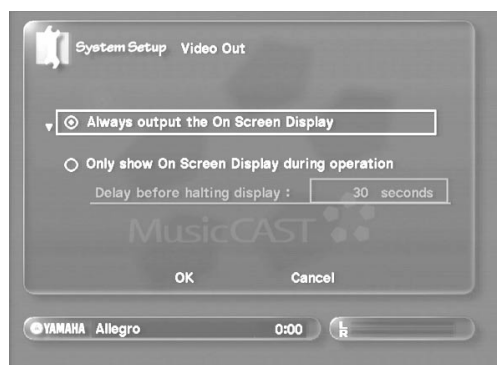 System Setup Video Out
Always output the On Screen Display
Only show On Screen Display during operation
Delay before halting display : 30 seconds
MusicCAST
OK Cancel
YAMAHA Allegro 0:00 L
R